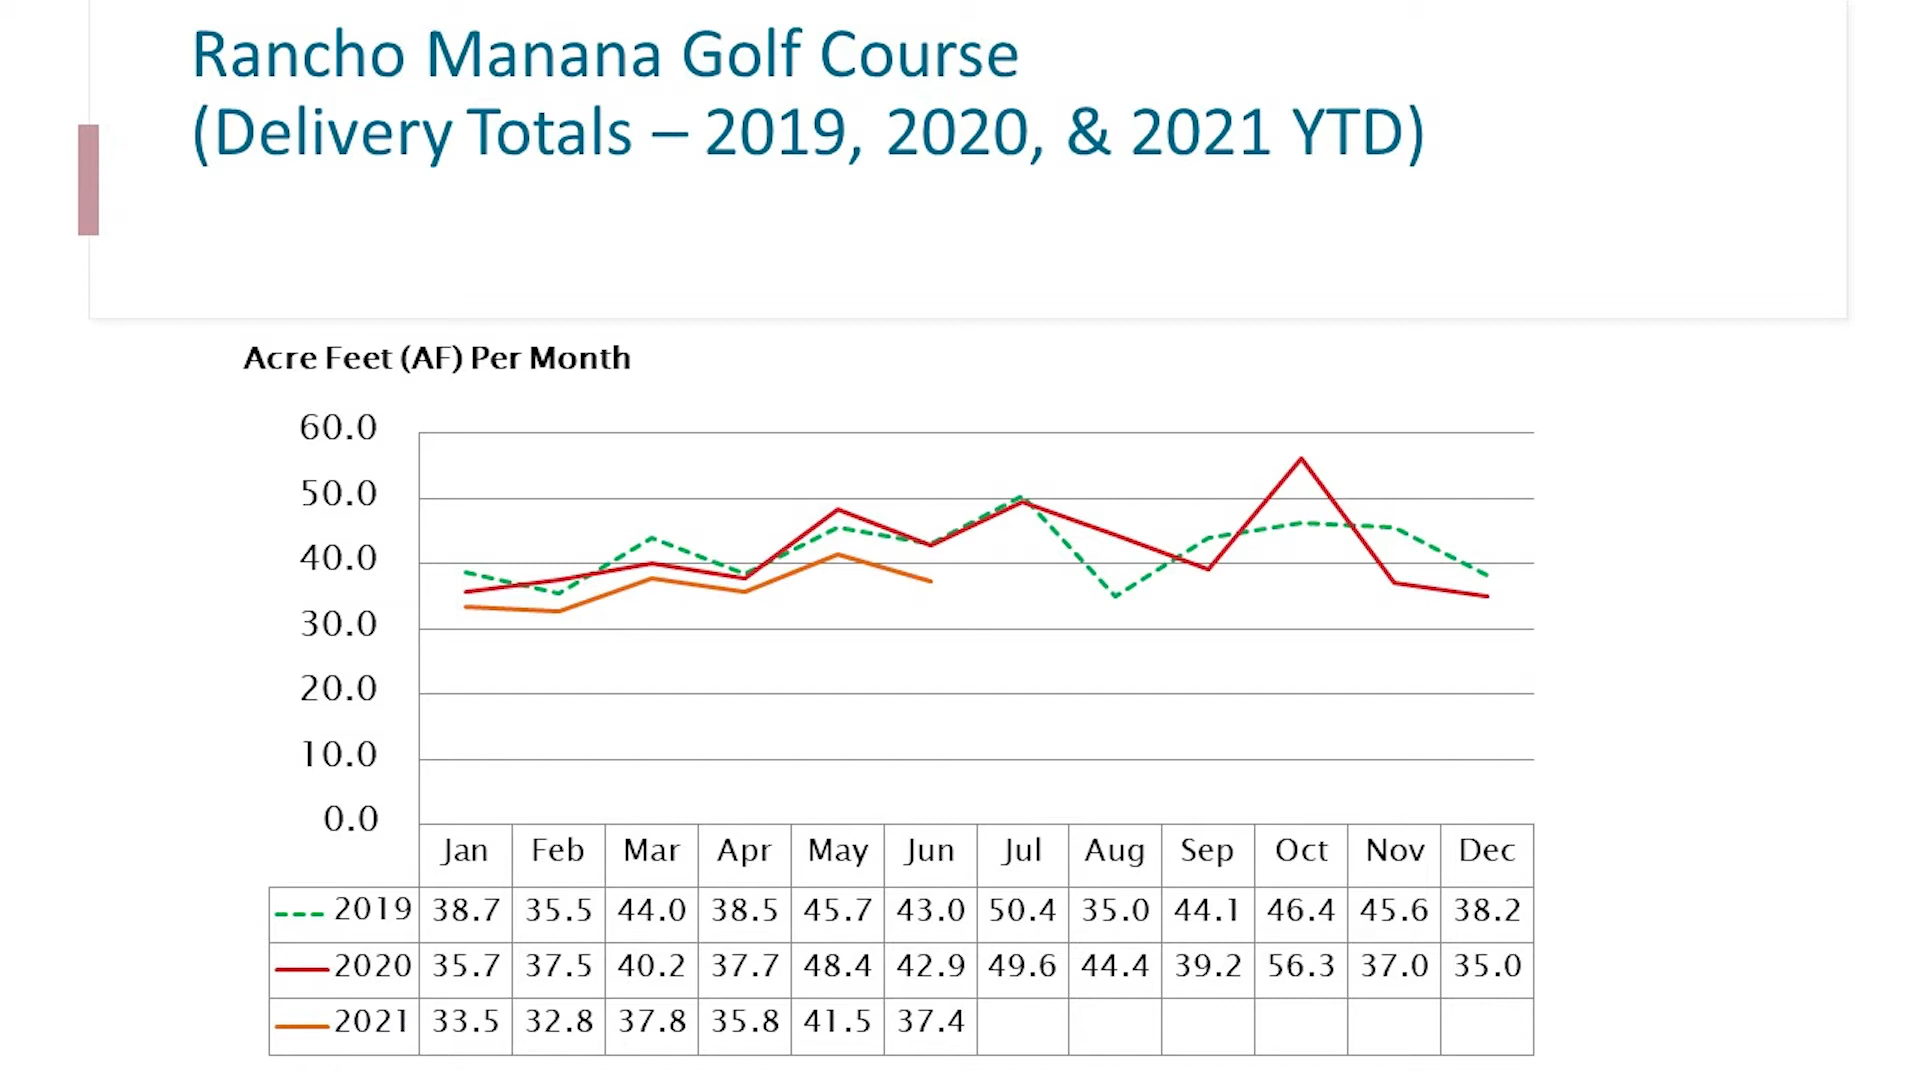 Rancho Manana Golf Course
(Delivery Totals – 2019, 2020, & 2021 YTD)
Acre Feet (AF) Per Month
60.0
50.0
40.0
30.0
20.0
10.0
0.0
Jan Feb Mar Apr May Jun Jul Aug Sep Oct Nov Dec
2019 38.7 35.5 44.0 38.5 45.7 43.0 50.4 35.0 44.1 46.4 45.6 38.2
2020 35.7 37.5 40.2 37.7 48.4 42.9 49.6 44.4 39.2 56.3 37.0 35.0
2021 33.5 32.8 37.8 35.8 41.5 37.4